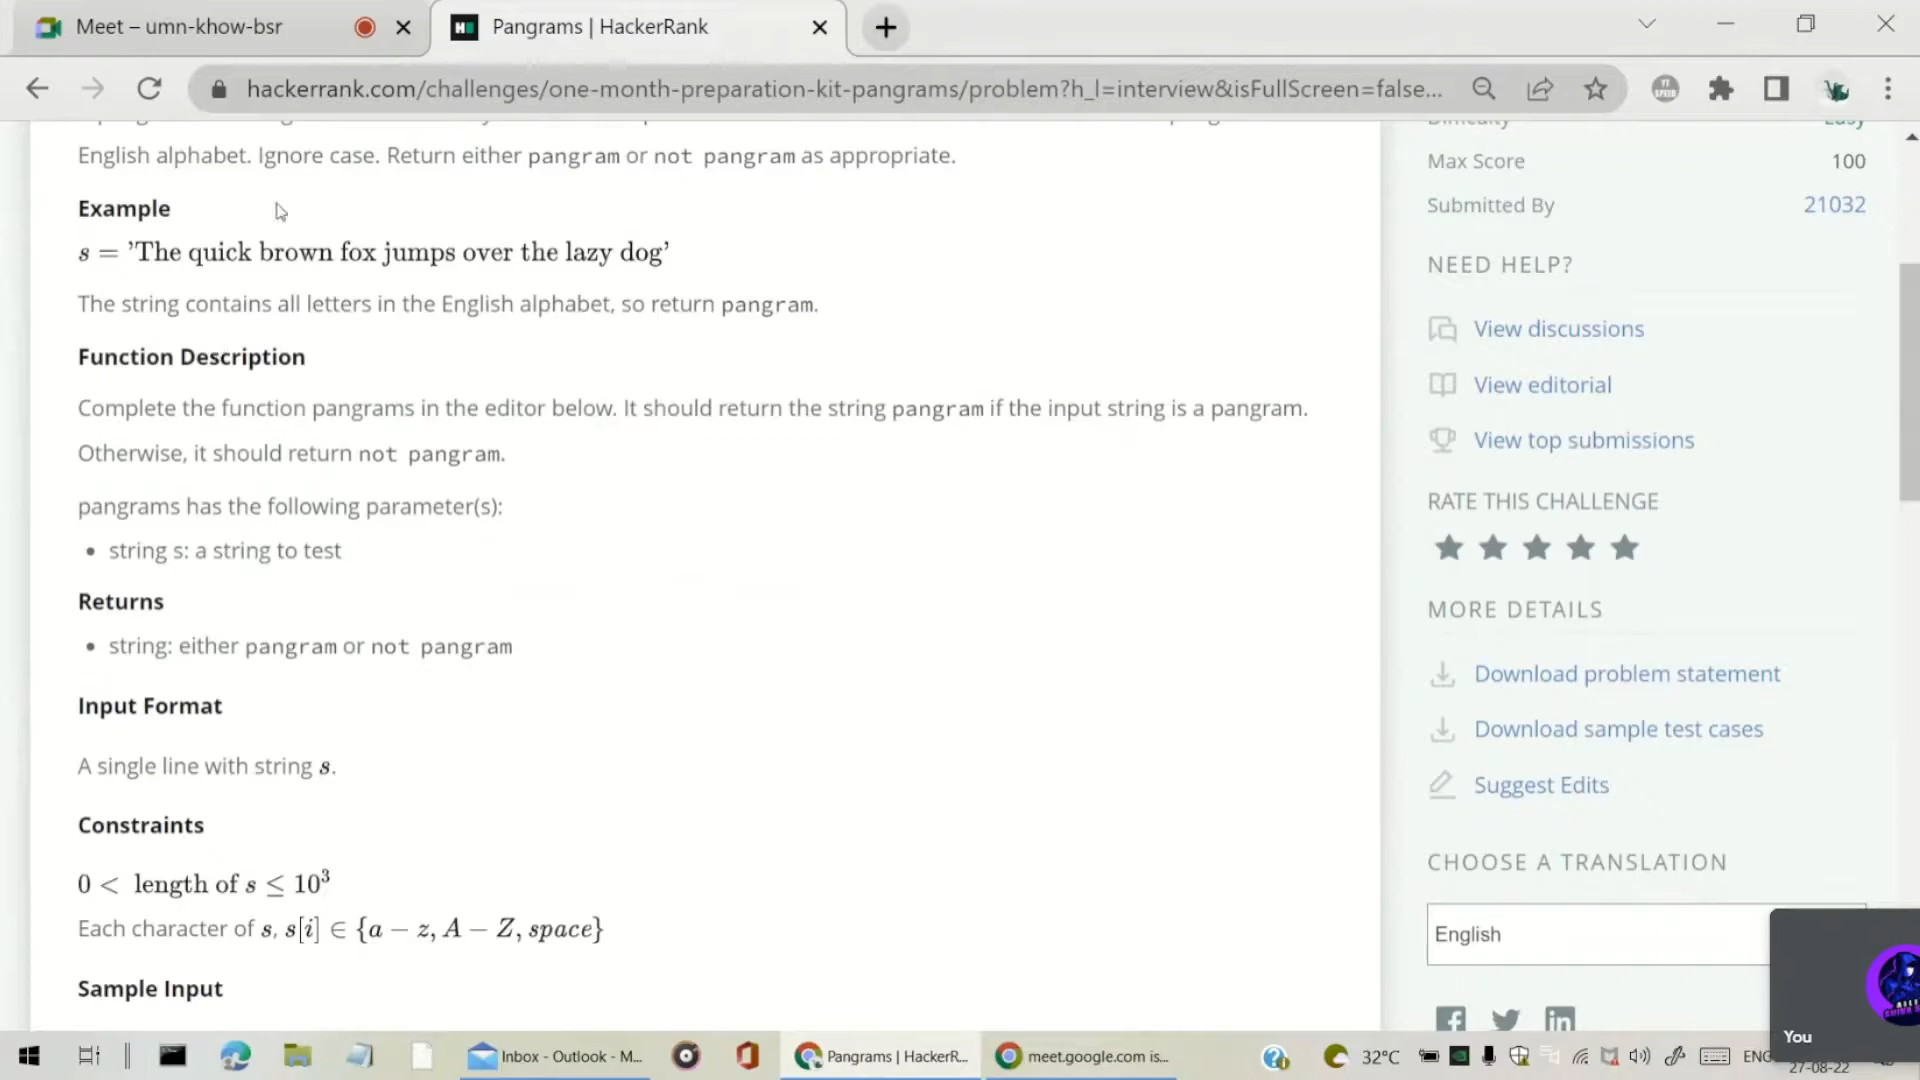 Meet – umn-khow-bsr
Pangrams | HackerRank
hackerrank.com/challenges/one-month-preparation-kit-pangrams/problem?h_l=interview&isFullScreen=false...
English alphabet. Ignore case. Return either pangram or not pangram as appropriate.
Example
s = ’The quick brown fox jumps over the lazy dog’
The string contains all letters in the English alphabet, so return pangram.
Function Description
Complete the function pangrams in the editor below. It should return the string pangram if the input string is a pangram.
Otherwise, it should return not pangram.
pangrams has the following parameter(s):
• string s: a string to test
Returns
• string: either pangram or not pangram
Input Format
A single line with string s.
Constraints
0 < length of s ≤ 10³
Each character of s, s[i] ∈ {a – z, A – Z, space}
Sample Input
Difficulty Easy
Max Score 100
Submitted By 21032
NEED HELP?
View discussions
View editorial
View top submissions
RATE THIS CHALLENGE
MORE DETAILS
Download problem statement
Download sample test cases
Suggest Edits
CHOOSE A TRANSLATION
English
You
Inbox - Outlook - M...
Pangrams | HackerR...
meet.google.com is...
32°C
ENG
27-08-22